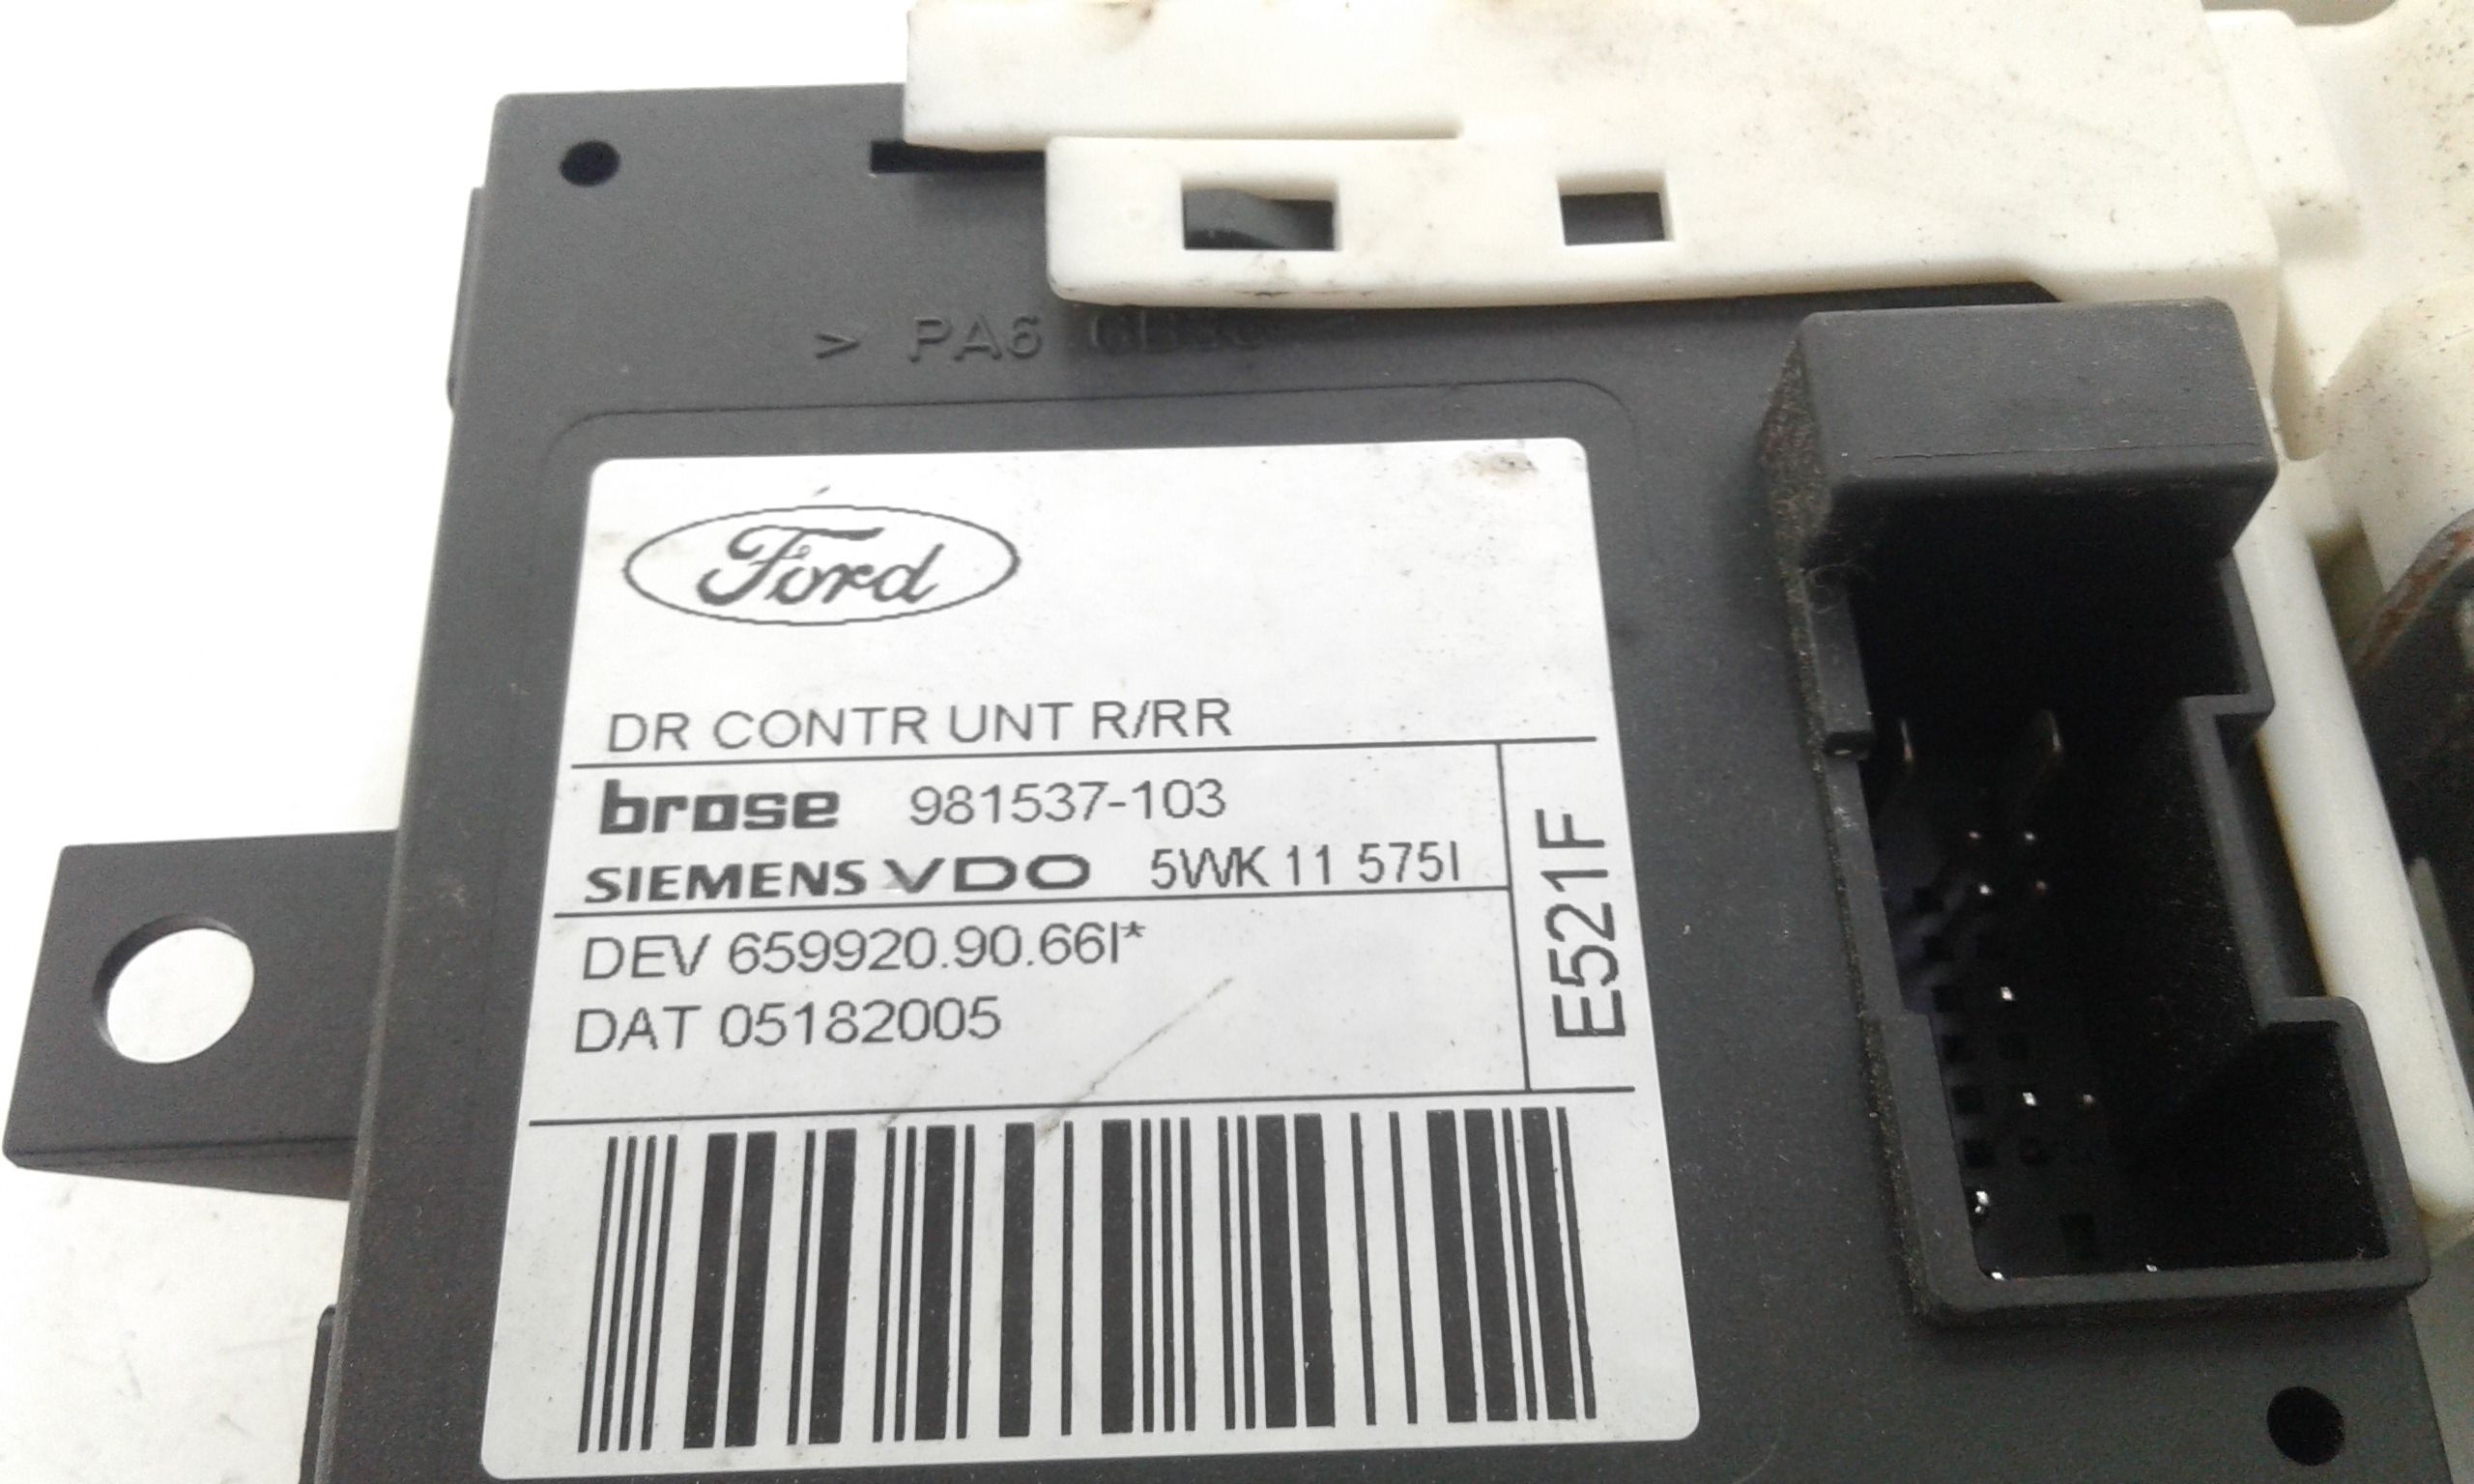 > PA6
Ford
DR CONTR UNT R/RR
brose 981537-103
SIEMENS VDO 5WK 11 575I
DEV 659920.90.66I*
DAT 05182005
E521F